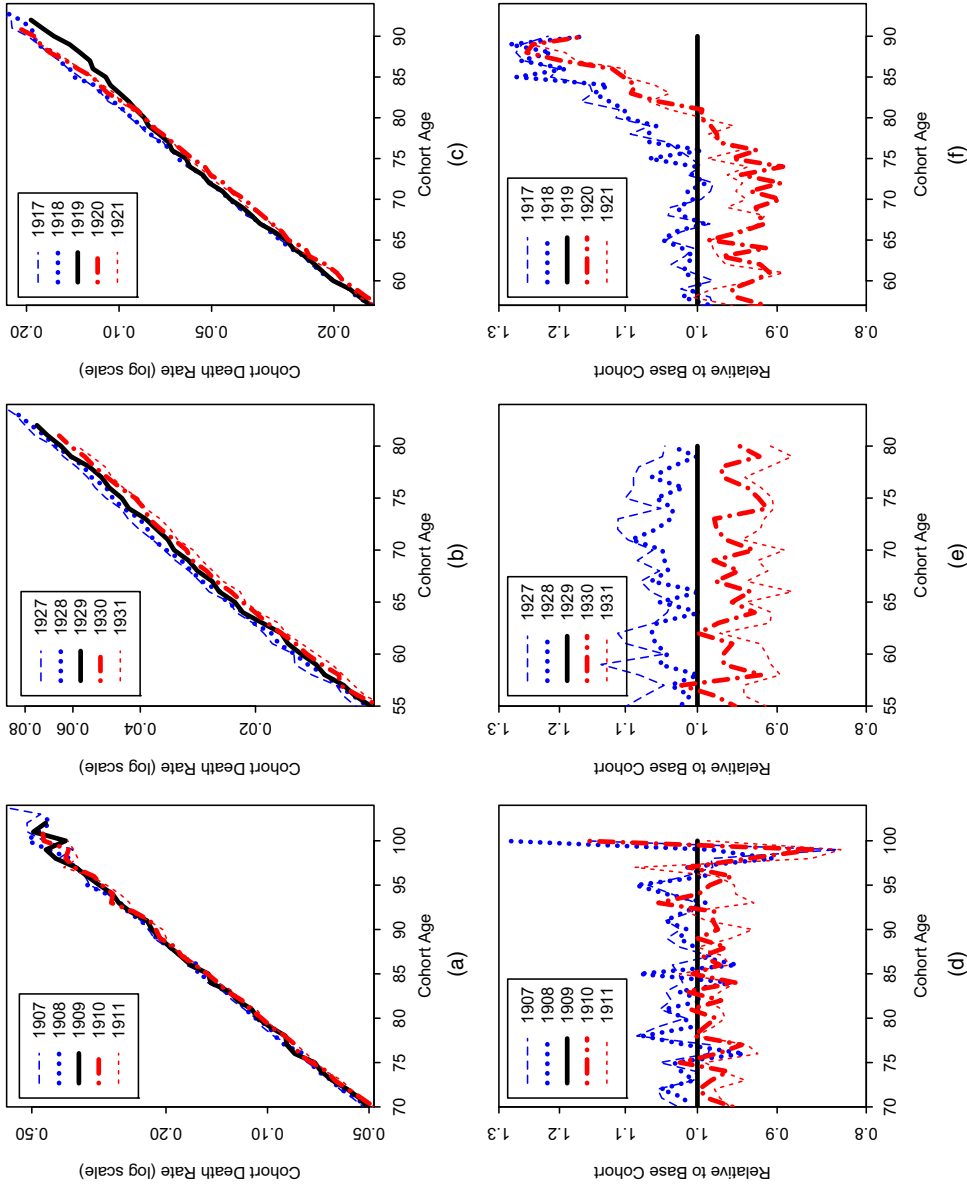 Cohort Death Rate (log scale)
0.50
0.20
0.10
0.05
1907
1908
1909
1910
1911
70 75 80 85 90 95 100
Cohort Age
(a)
Cohort Death Rate (log scale)
0.08
0.06
0.04
0.02
1927
1928
1929
1930
1931
55 60 65 70 75 80
Cohort Age
(b)
Cohort Death Rate (log scale)
0.20
0.10
0.05
0.02
1917
1918
1919
1920
1921
60 65 70 75 80 85 90
Cohort Age
(c)
Relative to Base Cohort
1.3
1.2
1.1
1.0
0.9
0.8
1907
1908
1909
1910
1911
70 75 80 85 90 95 100
Cohort Age
(d)
Relative to Base Cohort
1.3
1.2
1.1
1.0
0.9
0.8
1927
1928
1929
1930
1931
55 60 65 70 75 80
Cohort Age
(e)
Relative to Base Cohort
1.3
1.2
1.1
1.0
0.9
0.8
1917
1918
1919
1920
1921
60 65 70 75 80 85 90
Cohort Age
(f)